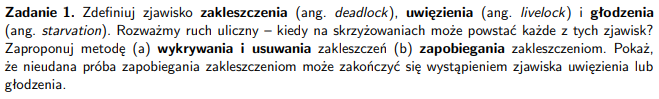 Zadanie 1. Zdefiniuj zjawisko zakleszczenia (ang. deadlock), uwięzienia (ang. livelock) i głodzenia
(ang. starvation). Rozważmy ruch uliczny – kiedy na skrzyżowaniach może powstać każde z tych zjawisk?
Zaproponuj metodę (a) wykrywania i usuwania zakleszczeń (b) zapobiegania zakleszczeniom. Pokaż,
że nieudana próba zapobiegania zakleszczeniom może zakończyć się wystąpieniem zjawiska uwięzienia lub
głodzenia.